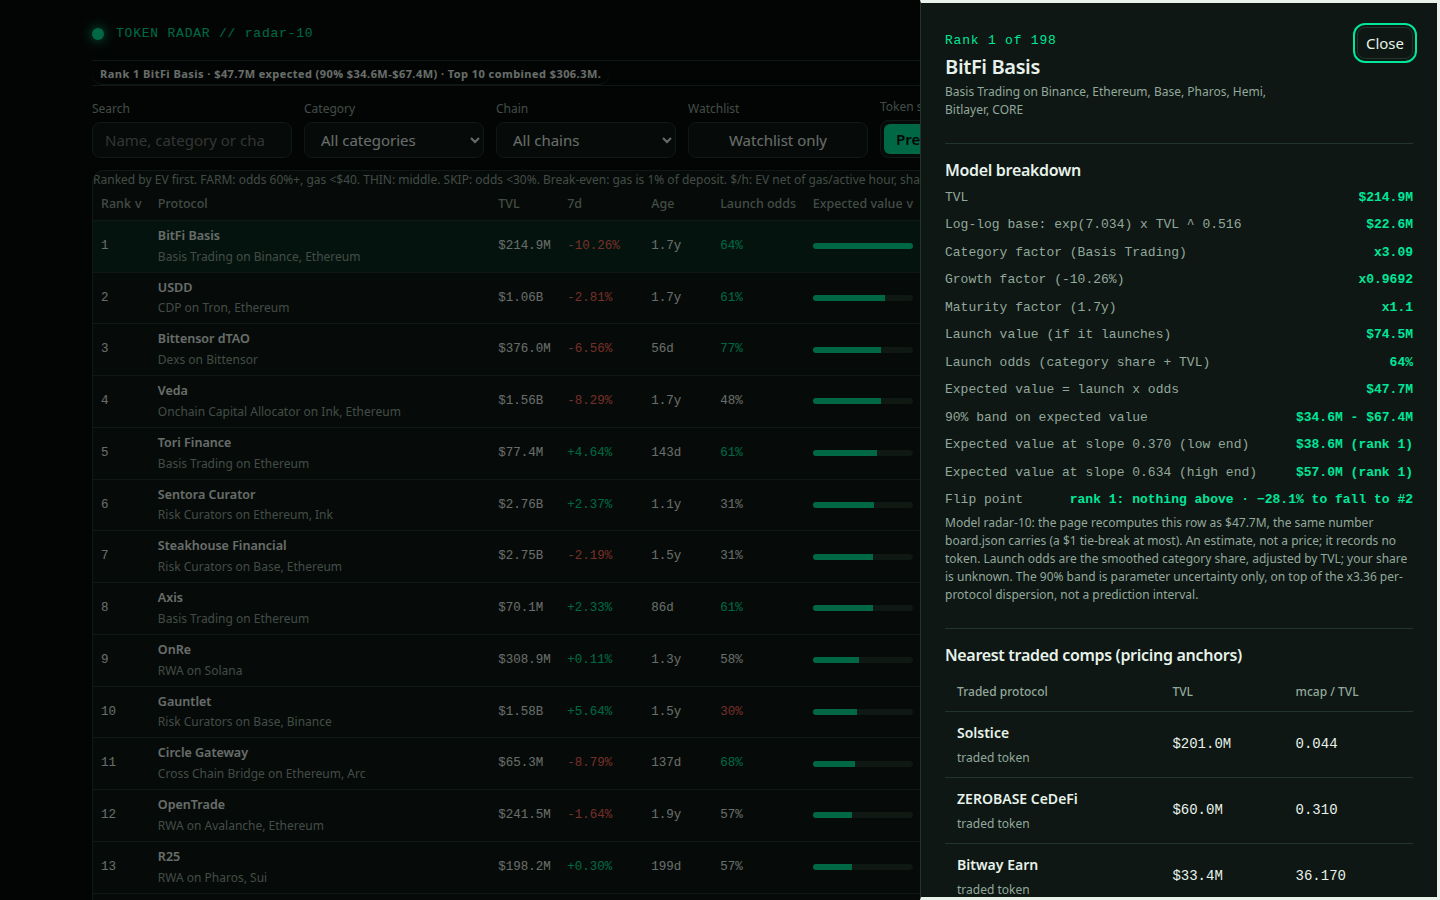 TOKEN RADAR // radar-10
Rank 1 BitFi Basis · $47.7M expected (90% $34.6M-$67.4M) · Top 10 combined $306.3M.
Search
Category
Chain
Watchlist
Token s
Name, category or cha
All categories
All chains
Watchlist only
Pre
Ranked by EV first. FARM: odds 60%+, gas <$40. THIN: middle. SKIP: odds <30%. Break-even: gas is 1% of deposit. $/h: EV net of gas/active hour, sha
Rank v Protocol TVL 7d Age Launch odds Expected value v
1 BitFi Basis $214.9M -10.26% 1.7y 64%
Basis Trading on Binance, Ethereum
2 USDD $1.06B -2.81% 1.7y 61%
CDP on Tron, Ethereum
3 Bittensor dTAO $376.0M -6.56% 56d 77%
Dexs on Bittensor
4 Veda $1.56B -8.29% 1.7y 48%
Onchain Capital Allocator on Ink, Ethereum
5 Tori Finance $77.4M +4.64% 143d 61%
Basis Trading on Ethereum
6 Sentora Curator $2.76B +2.37% 1.1y 31%
Risk Curators on Ethereum, Ink
7 Steakhouse Financial $2.75B -2.19% 1.5y 31%
Risk Curators on Base, Ethereum
8 Axis $70.1M +2.33% 86d 61%
Basis Trading on Ethereum
9 OnRe $308.9M +0.11% 1.3y 58%
RWA on Solana
10 Gauntlet $1.58B +5.64% 1.5y 30%
Risk Curators on Base, Binance
11 Circle Gateway $65.3M -8.79% 137d 68%
Cross Chain Bridge on Ethereum, Arc
12 OpenTrade $241.5M -1.64% 1.9y 57%
RWA on Avalanche, Ethereum
13 R25 $198.2M +0.30% 199d 57%
RWA on Pharos, Sui
Rank 1 of 198
Close
BitFi Basis
Basis Trading on Binance, Ethereum, Base, Pharos, Hemi,
Bitlayer, CORE
Model breakdown
TVL $214.9M
Log-log base: exp(7.034) x TVL ^ 0.516 $22.6M
Category factor (Basis Trading) x3.09
Growth factor (-10.26%) x0.9692
Maturity factor (1.7y) x1.1
Launch value (if it launches) $74.5M
Launch odds (category share + TVL) 64%
Expected value = launch x odds $47.7M
90% band on expected value $34.6M - $67.4M
Expected value at slope 0.370 (low end) $38.6M (rank 1)
Expected value at slope 0.634 (high end) $57.0M (rank 1)
Flip point rank 1: nothing above · −28.1% to fall to #2
Model radar-10: the page recomputes this row as $47.7M, the same number
board.json carries (a $1 tie-break at most). An estimate, not a price; it records no
token. Launch odds are the smoothed category share, adjusted by TVL; your share
is unknown. The 90% band is parameter uncertainty only, on top of the x3.36 per-
protocol dispersion, not a prediction interval.
Nearest traded comps (pricing anchors)
Traded protocol TVL mcap / TVL
Solstice $201.0M 0.044
traded token
ZEROBASE CeDeFi $60.0M 0.310
traded token
Bitway Earn $33.4M 36.170
traded token